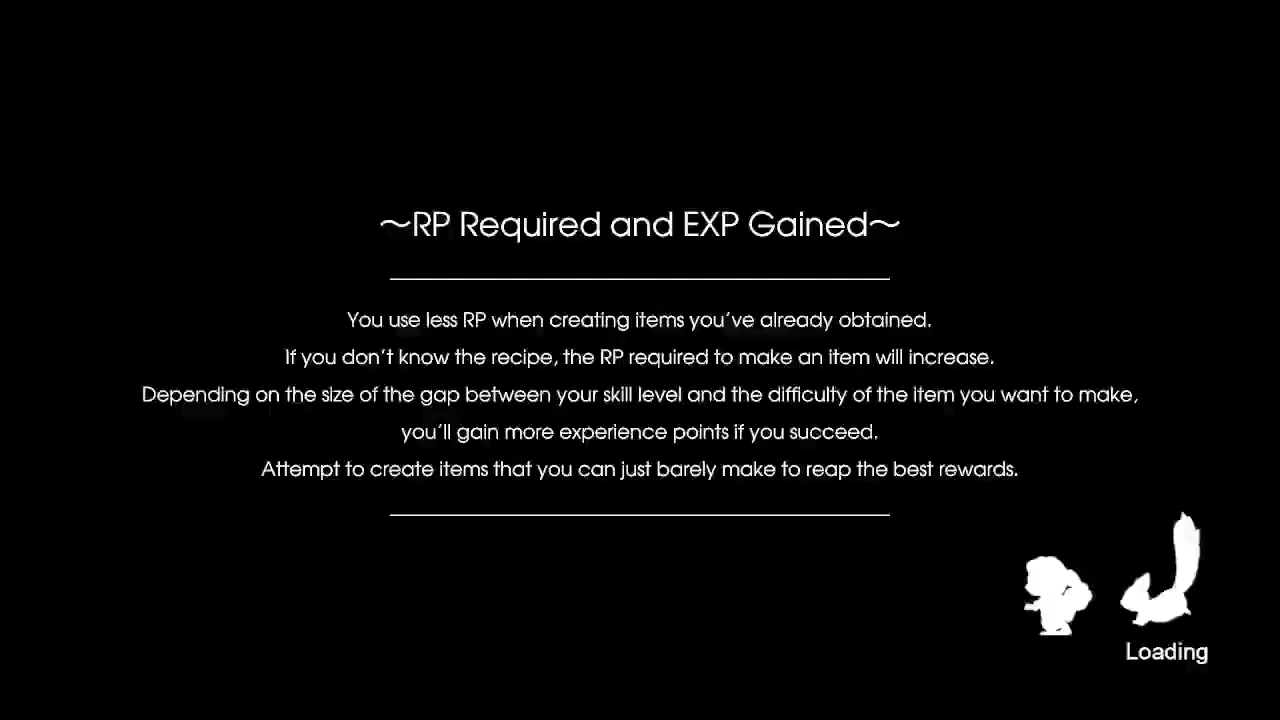 ～RP Required and EXP Gained～
You use less RP when creating items you've already obtained.
If you don't know the recipe, the RP required to make an item will increase.
Depending on the size of the gap between your skill level and the difficulty of the item you want to make,
you'll gain more experience points if you succeed.
Attempt to create items that you can just barely make to reap the best rewards.
Loading